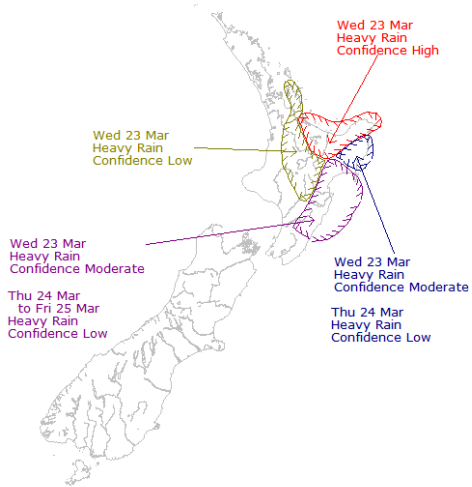 Wed 23 Mar
Heavy Rain
Confidence High
Wed 23 Mar
Heavy Rain
Confidence Low
Wed 23 Mar
Heavy Rain
Confidence Moderate
Thu 24 Mar
to Fri 25 Mar
Heavy Rain
Confidence Low
Wed 23 Mar
Heavy Rain
Confidence Moderate
Thu 24 Mar
Heavy Rain
Confidence Low